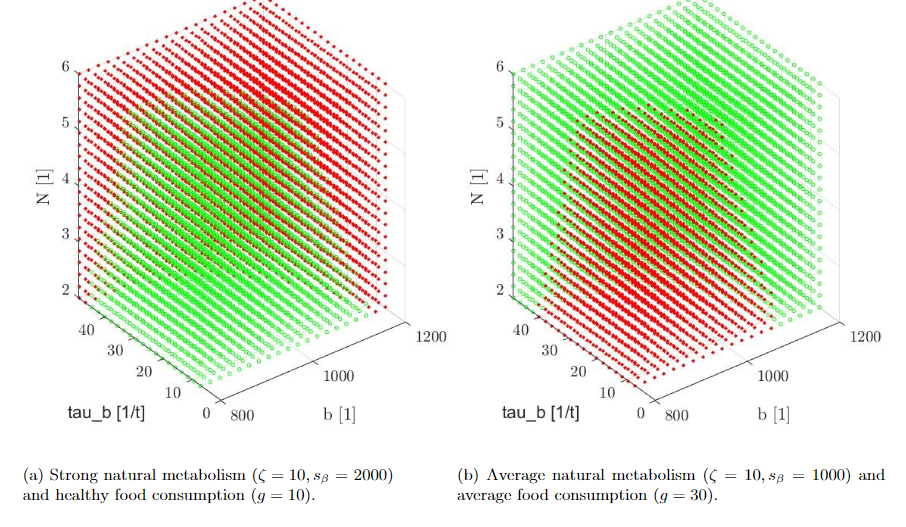 6
5
4
3
2
N [1]
40
30
20
10
0
tau_b [1/t]
800
1000
1200
b [1]
6
5
4
3
2
N [1]
40
30
20
10
0
tau_b [1/t]
800
1000
1200
b [1]
(a) Strong natural metabolism (ζ = 10, s_β = 2000)
and healthy food consumption (g = 10).
(b) Average natural metabolism (ζ = 10, s_β = 1000) and
average food consumption (g = 30).